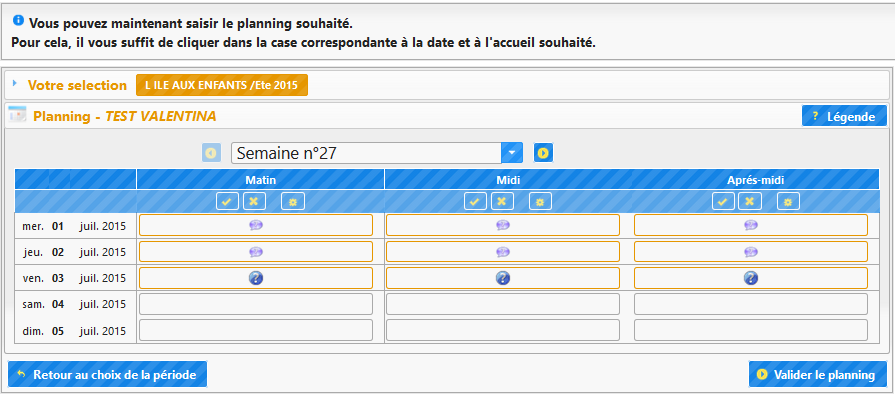 Vous pouvez maintenant saisir le planning souhaité.
Pour cela, il vous suffit de cliquer dans la case correspondante à la date et à l'accueil souhaité.
Votre selection L ILE AUX ENFANTS /Ete 2015
Planning - TEST VALENTINA ? Légende
Semaine n°27
Matin Midi Aprés-midi
mer. 01 juil. 2015
jeu. 02 juil. 2015
ven. 03 juil. 2015 ? ? ?
sam. 04 juil. 2015
dim. 05 juil. 2015
Retour au choix de la période Valider le planning